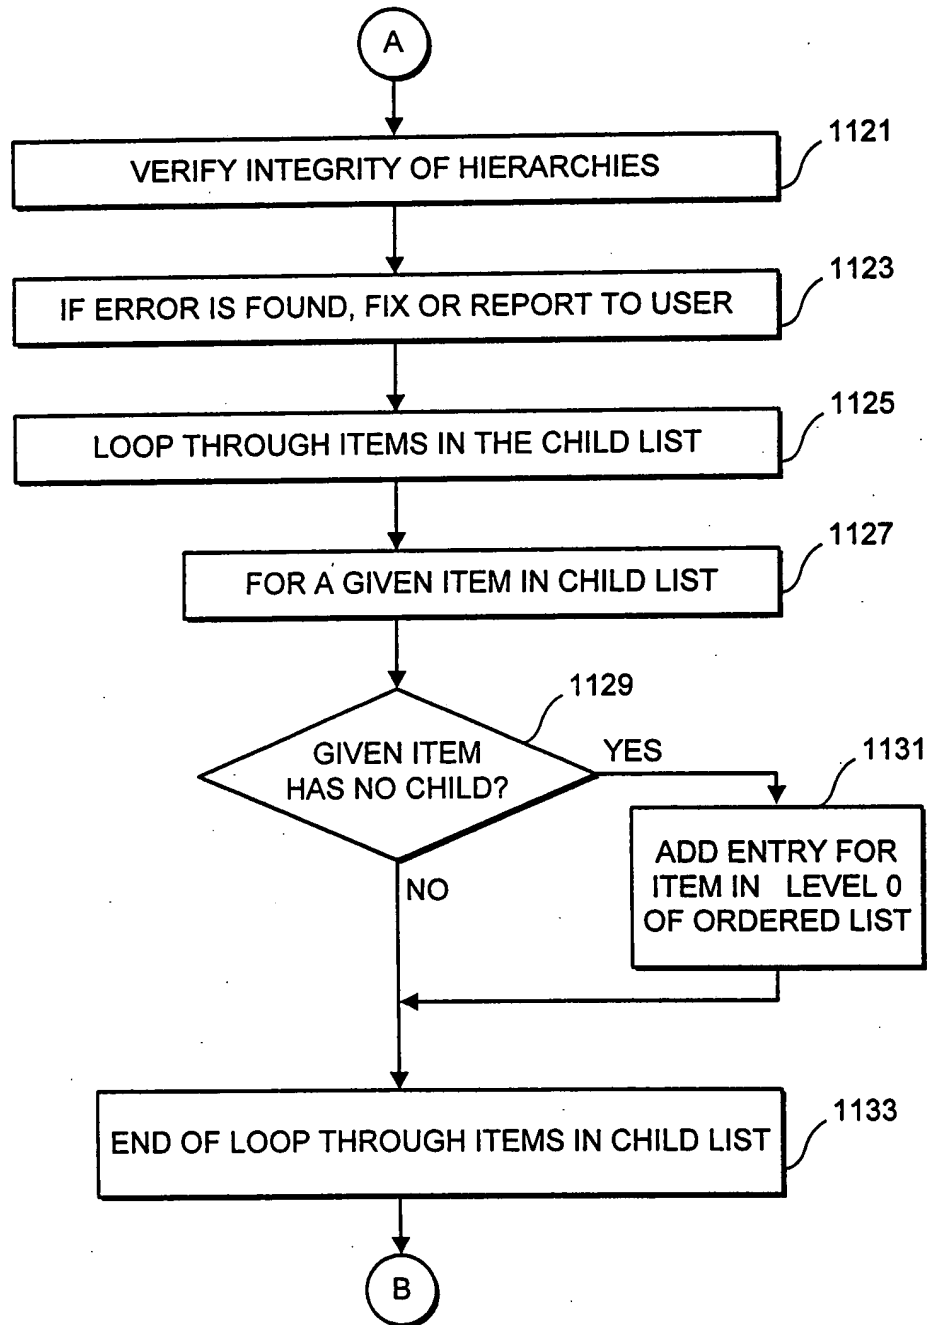 A
1121
VERIFY INTEGRITY OF HIERARCHIES
1123
IF ERROR IS FOUND, FIX OR REPORT TO USER
1125
LOOP THROUGH ITEMS IN THE CHILD LIST
1127
FOR A GIVEN ITEM IN CHILD LIST
1129
GIVEN ITEM
HAS NO CHILD?
YES
1131
ADD ENTRY FOR
ITEM IN LEVEL 0
OF ORDERED LIST
NO
1133
END OF LOOP THROUGH ITEMS IN CHILD LIST
B